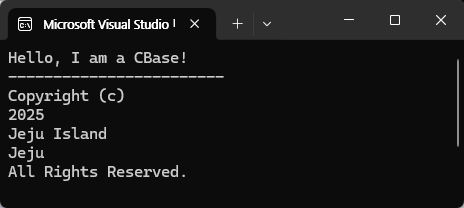 Microsoft Visual Studio
Hello, I am a CBase!
------------------------
Copyright (c)
2025
Jeju Island
Jeju
All Rights Reserved.